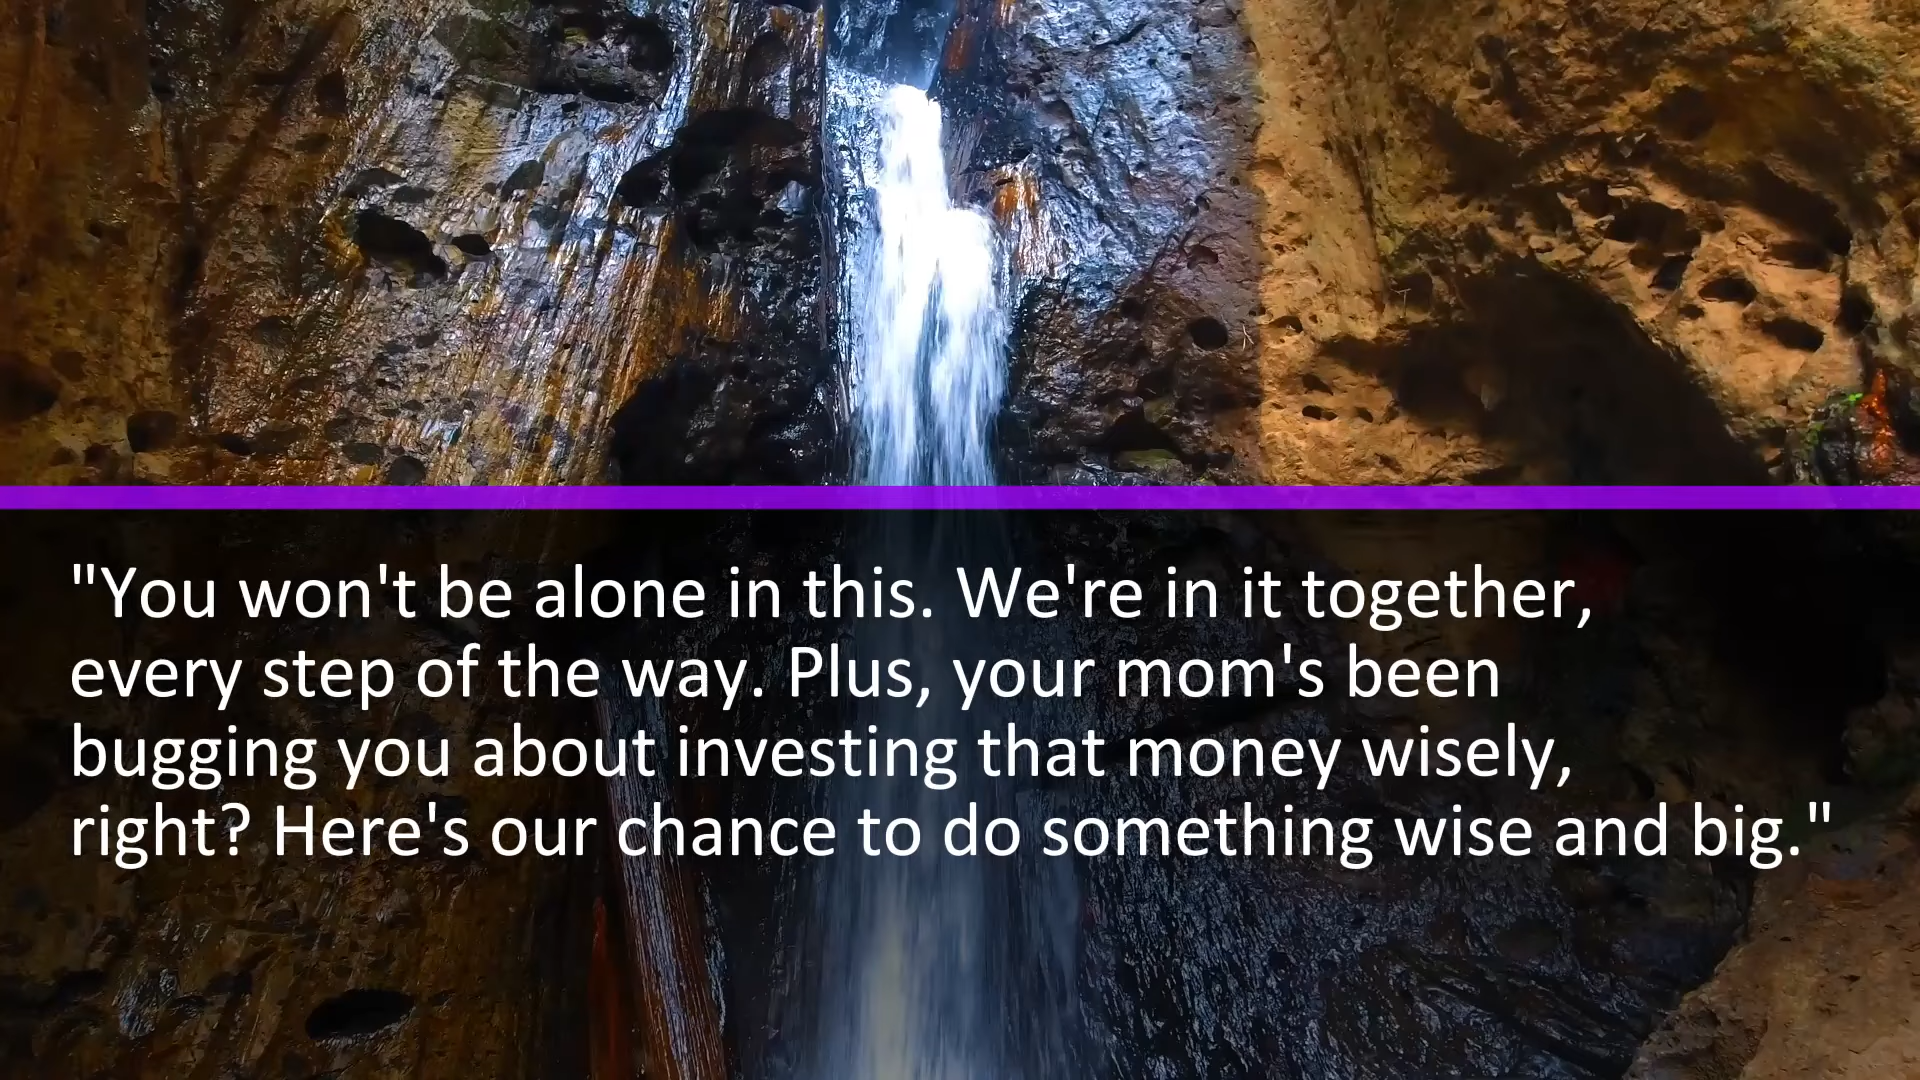 "You won't be alone in this. We're in it together,
every step of the way. Plus, your mom's been
bugging you about investing that money wisely,
right? Here's our chance to do something wise and big."